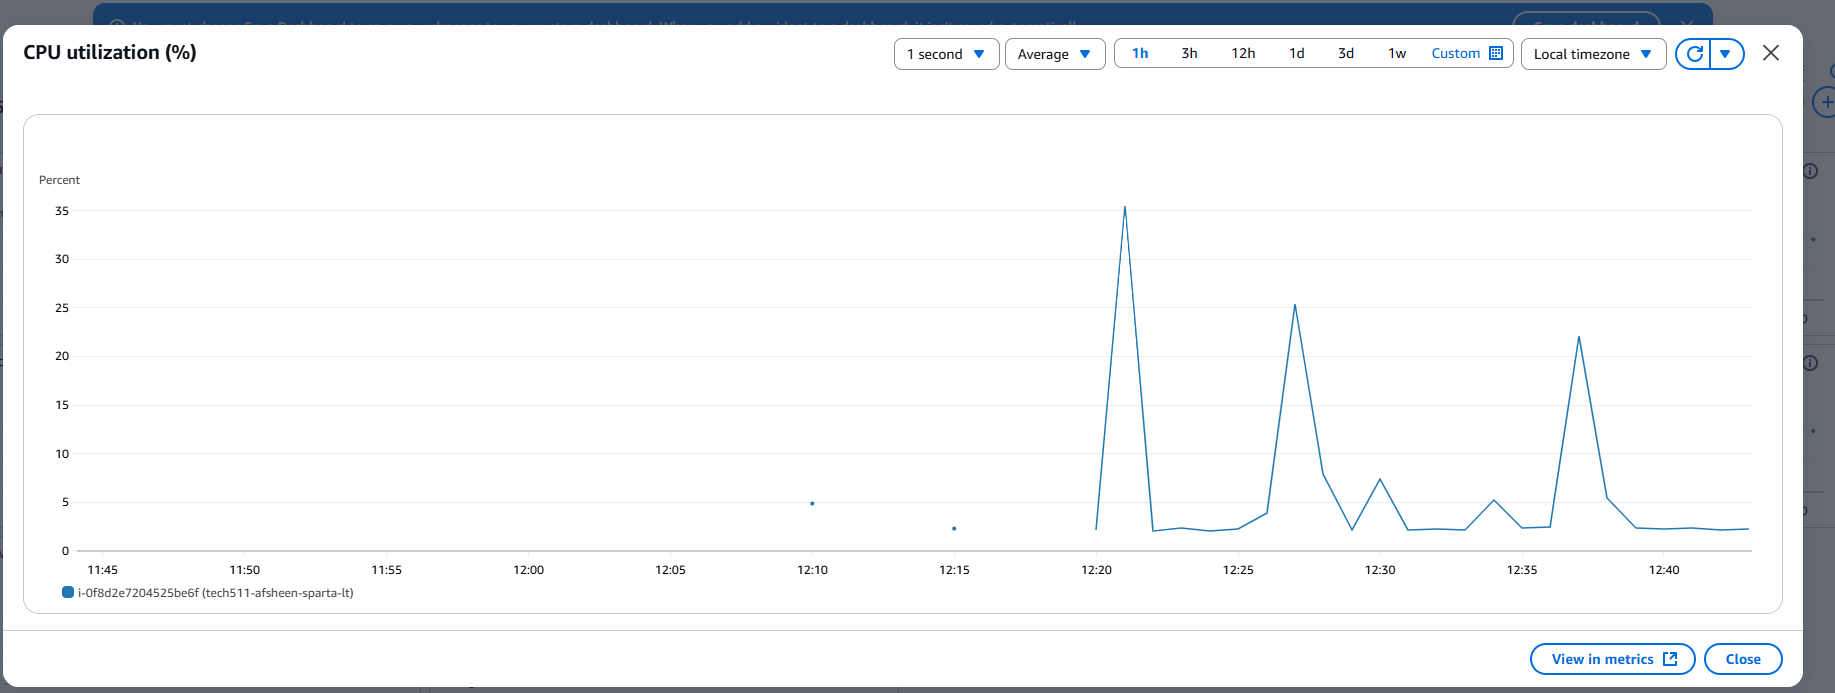 CPU utilization (%)
1 second
Average
1h 3h 12h 1d 3d 1w Custom
Local timezone
Percent
35
30
25
20
15
10
5
0
11:45 11:50 11:55 12:00 12:05 12:10 12:15 12:20 12:25 12:30 12:35 12:40
i-0f8d2e7204525be6f (tech511-afsheen-sparta-lt)
View in metrics
Close